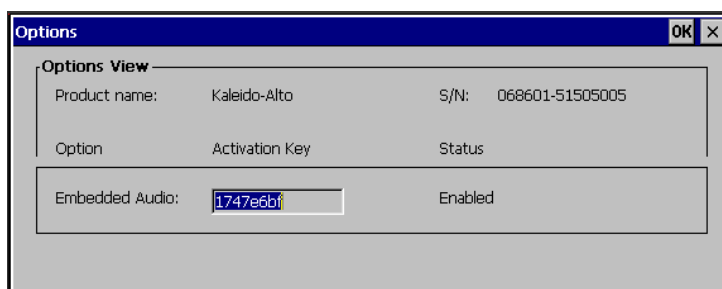 Options OK ×
Options View
Product name: Kaleido-Alto S/N: 068601-51505005
Option Activation Key Status
Embedded Audio: 1747e6bf Enabled